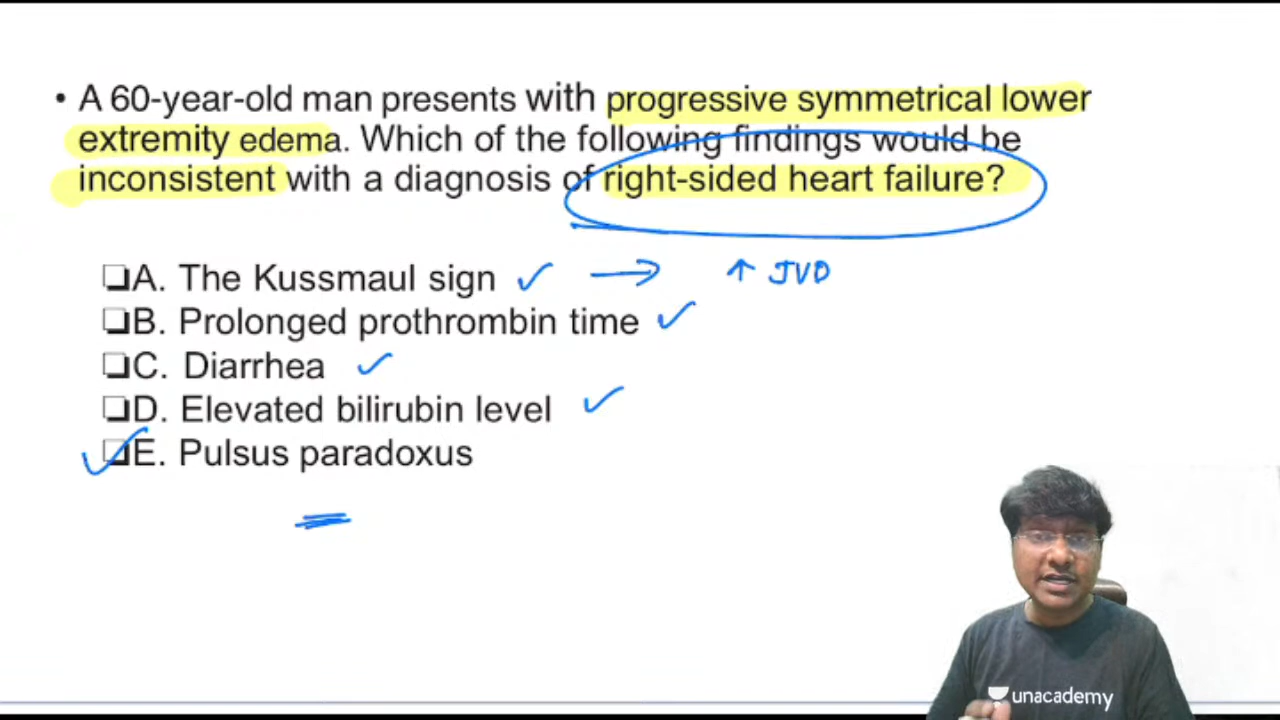 • A 60-year-old man presents with progressive symmetrical lower
extremity edema. Which of the following findings would be
inconsistent with a diagnosis of right-sided heart failure?
❑A. The Kussmaul sign ✓ → ↑ JVD
❑B. Prolonged prothrombin time ✓
❑C. Diarrhea ✓
❑D. Elevated bilirubin level ✓
❑E. Pulsus paradoxus
unacademy